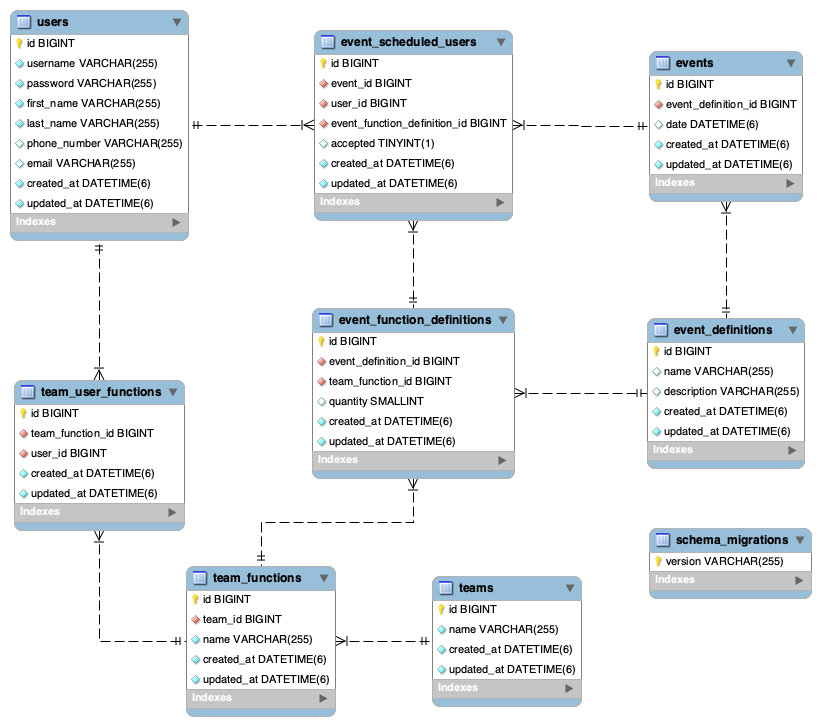 users
id BIGINT
username VARCHAR(255)
password VARCHAR(255)
first_name VARCHAR(255)
last_name VARCHAR(255)
phone_number VARCHAR(255)
email VARCHAR(255)
created_at DATETIME(6)
updated_at DATETIME(6)
Indexes
event_scheduled_users
id BIGINT
event_id BIGINT
user_id BIGINT
event_function_definition_id BIGINT
accepted TINYINT(1)
created_at DATETIME(6)
updated_at DATETIME(6)
Indexes
events
id BIGINT
event_definition_id BIGINT
date DATETIME(6)
created_at DATETIME(6)
updated_at DATETIME(6)
Indexes
event_function_definitions
id BIGINT
event_definition_id BIGINT
team_function_id BIGINT
quantity SMALLINT
created_at DATETIME(6)
updated_at DATETIME(6)
Indexes
event_definitions
id BIGINT
name VARCHAR(255)
description VARCHAR(255)
created_at DATETIME(6)
updated_at DATETIME(6)
Indexes
team_user_functions
id BIGINT
team_function_id BIGINT
user_id BIGINT
created_at DATETIME(6)
updated_at DATETIME(6)
Indexes
schema_migrations
version VARCHAR(255)
Indexes
team_functions
id BIGINT
team_id BIGINT
name VARCHAR(255)
created_at DATETIME(6)
updated_at DATETIME(6)
Indexes
teams
id BIGINT
name VARCHAR(255)
created_at DATETIME(6)
updated_at DATETIME(6)
Indexes